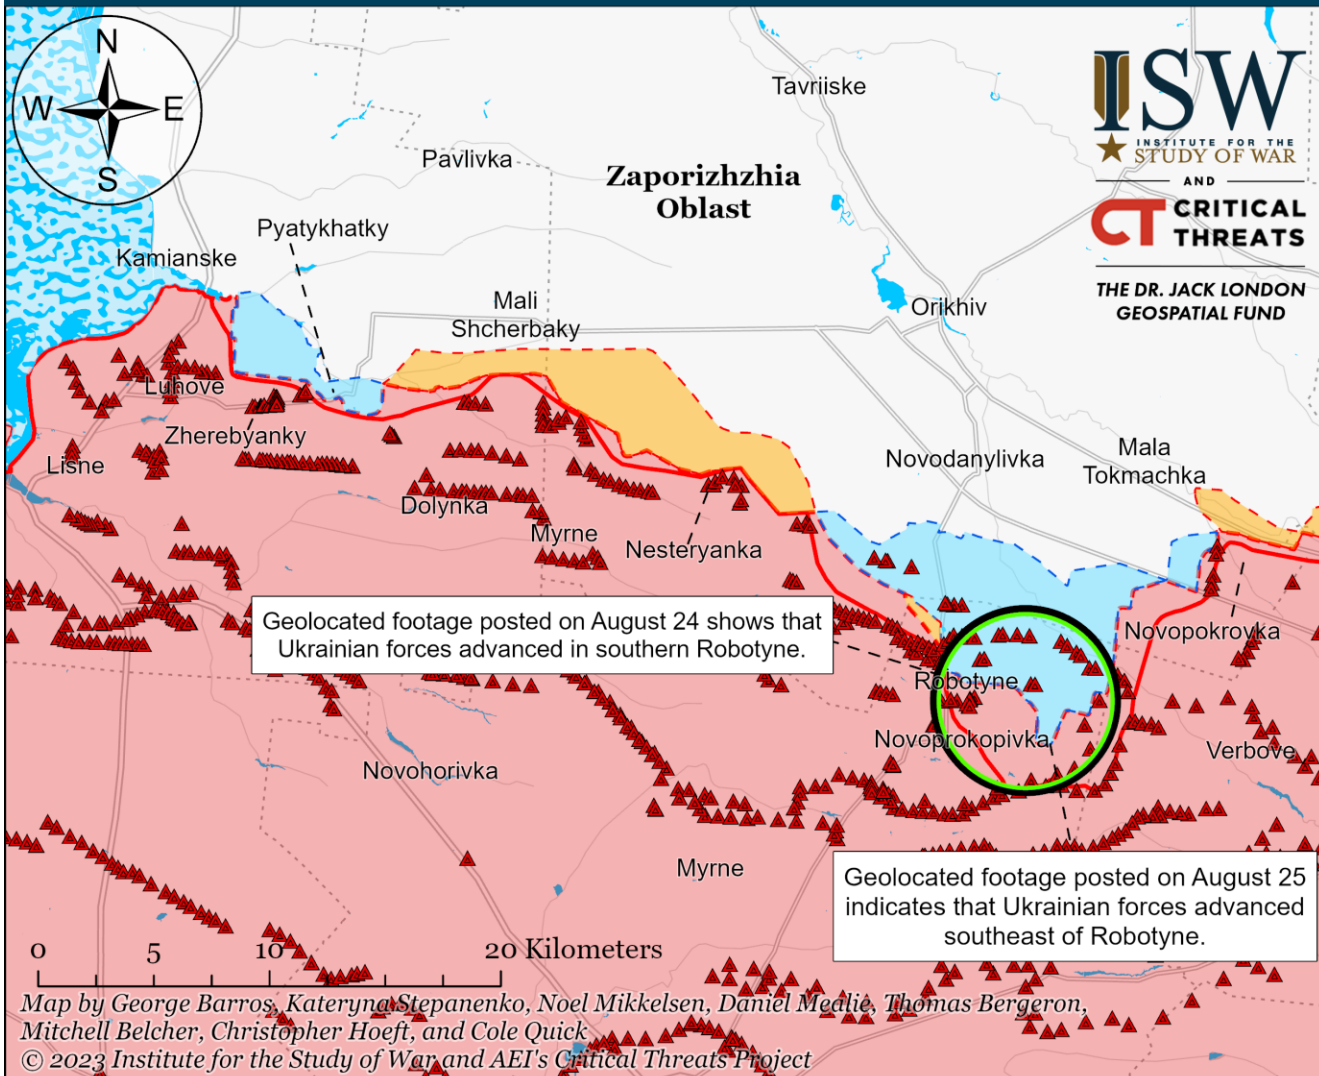 N
W
E
S
ISW
INSTITUTE FOR THE
STUDY OF WAR
AND
CT CRITICAL
THREATS
THE DR. JACK LONDON
GEOSPATIAL FUND
Tavriiske
Pavlivka
Zaporizhzhia
Oblast
Pyatykhatky
Kamianske
Mali
Shcherbaky
Orikhiv
Luhove
Zherebyanky
Lisne
Novodanylivka
Mala
Tokmachka
Dolynka
Myrne
Nesteryanka
Geolocated footage posted on August 24 shows that
Ukrainian forces advanced in southern Robotyne.
Novopokrovka
Robotyne
Novoprokopivka
Verbove
Novohorivka
Myrne
Geolocated footage posted on August 25
indicates that Ukrainian forces advanced
southeast of Robotyne.
0 5 10 20 Kilometers
Map by George Barros, Kateryna Stepanenko, Noel Mikkelsen, Daniel Mealie, Thomas Bergeron,
Mitchell Belcher, Christopher Hoeft, and Cole Quick
© 2023 Institute for the Study of War and AEI's Critical Threats Project